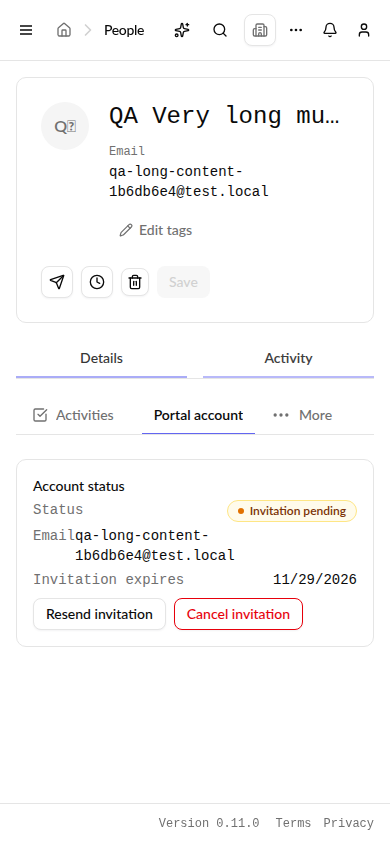 People
Q
QA Very long mu…
Email
qa-long-content-
1b6db6e4@test.local
Edit tags
Save
Details
Activity
Activities
Portal account
More
Account status
Status
Invitation pending
Email
qa-long-content-
1b6db6e4@test.local
Invitation expires
11/29/2026
Resend invitation
Cancel invitation
Version 0.11.0
Terms
Privacy